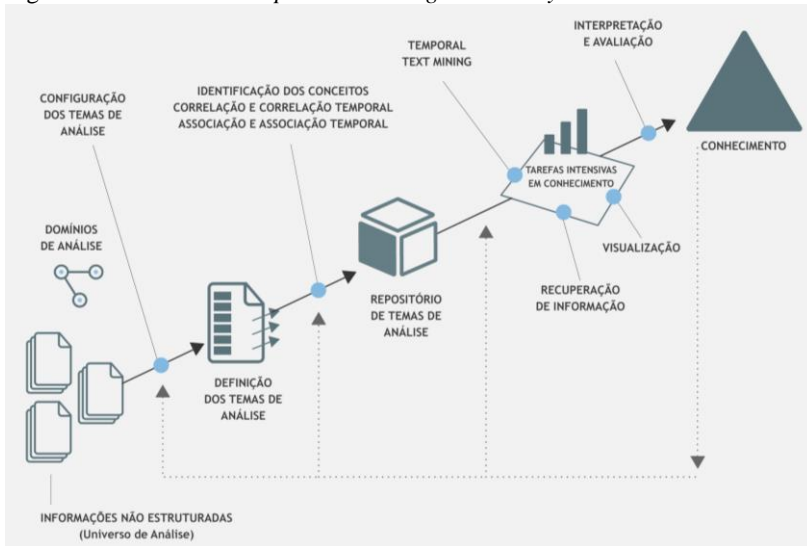 INTERPRETAÇÃO
E AVALIAÇÃO
TEMPORAL
TEXT MINING
IDENTIFICAÇÃO DOS CONCEITOS
CORRELAÇÃO E CORRELAÇÃO TEMPORAL
ASSOCIAÇÃO E ASSOCIAÇÃO TEMPORAL
CONFIGURAÇÃO
DOS TEMAS DE
ANÁLISE
CONHECIMENTO
TAREFAS INTENSIVAS
EM CONHECIMENTO
DOMÍNIOS
DE ANÁLISE
VISUALIZAÇÃO
RECUPERAÇÃO
DE INFORMAÇÃO
REPOSITÓRIO
DE TEMAS DE
ANÁLISE
DEFINIÇÃO
DOS TEMAS DE
ANÁLISE
INFORMAÇÕES NÃO ESTRUTURADAS
(Universo de Análise)